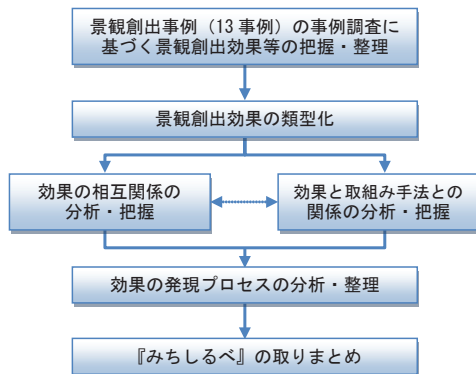 景観創出事例（13 事例）の事例調査に
基づく景観創出効果等の把握・整理
景観創出効果の類型化
効果の相互関係の
分析・把握
効果と取組み手法との
関係の分析・把握
効果の発現プロセスの分析・整理
『みちしるべ』の取りまとめ